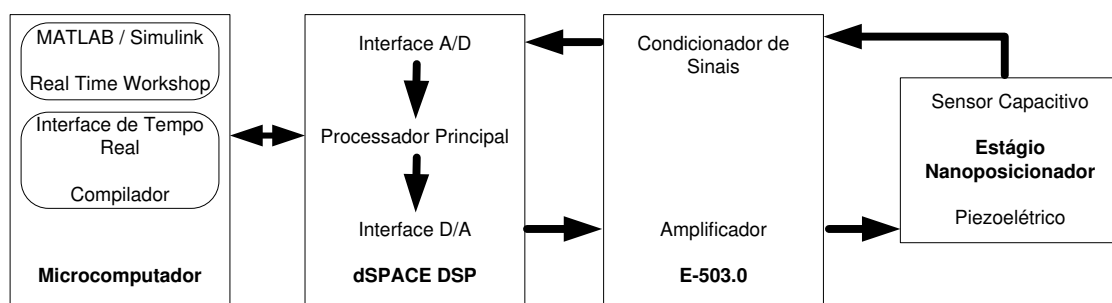 MATLAB / Simulink
Real Time Workshop
Interface de Tempo
Real
Compilador
Microcomputador
Interface A/D
Processador Principal
Interface D/A
dSPACE DSP
Condicionador de
Sinais
Amplificador
E-503.0
Sensor Capacitivo
Estágio
Nanoposicionador
Piezoelétrico